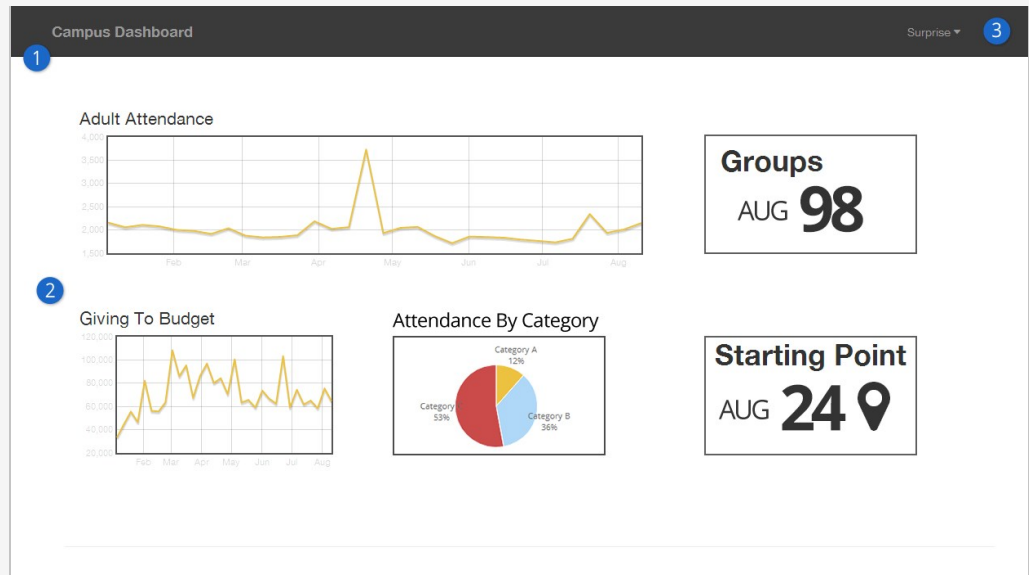 Campus Dashboard
Surprise
3
1
Adult Attendance
4,000
3,500
3,000
2,500
2,000
1,500
Feb Mar Apr May Jun Jul Aug
Groups
AUG 98
2
Giving To Budget
120,000
100,000
80,000
60,000
40,000
20,000
Feb Mar Apr May Jun Jul Aug
Attendance By Category
Category A
12%
Category B
36%
Category
53%
Starting Point
AUG 24